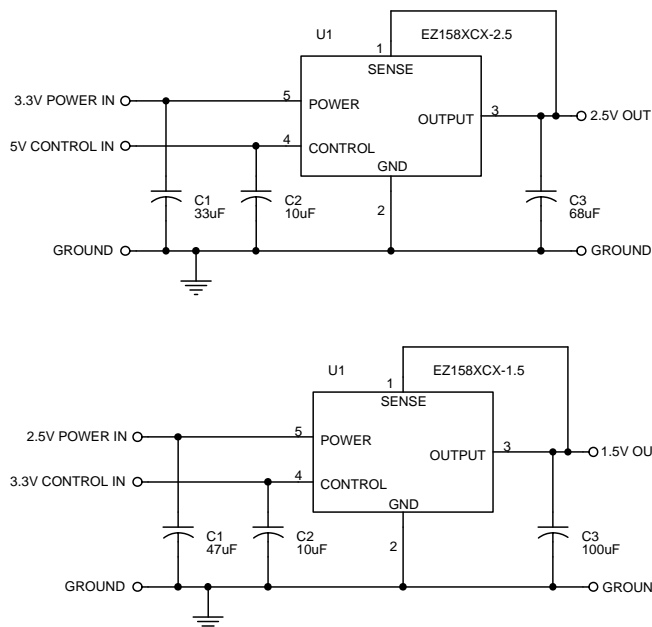 U1 EZ158XCX-2.5
1
SENSE
3.3V POWER IN 5 POWER
OUTPUT 3 2.5V OUT
5V CONTROL IN 4 CONTROL
GND
2
C1 C2 C3
33uF 10uF 68uF
GROUND GROUND
U1 EZ158XCX-1.5
1
SENSE
2.5V POWER IN 5 POWER
OUTPUT 3 1.5V OU
3.3V CONTROL IN 4 CONTROL
GND
2
C1 C2 C3
47uF 10uF 100uF
GROUND GROUN